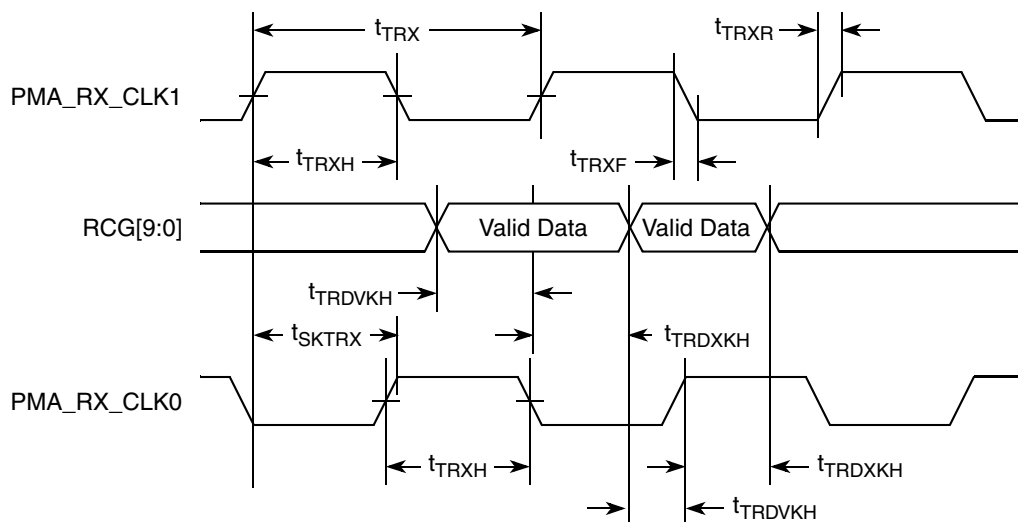 tTRX
tTRXR
PMA_RX_CLK1
tTRXH
tTRXF
RCG[9:0]
Valid Data
Valid Data
tTRDVKH
tSKTRX
tTRDXKH
PMA_RX_CLK0
tTRXH
tTRDXKH
tTRDVKH